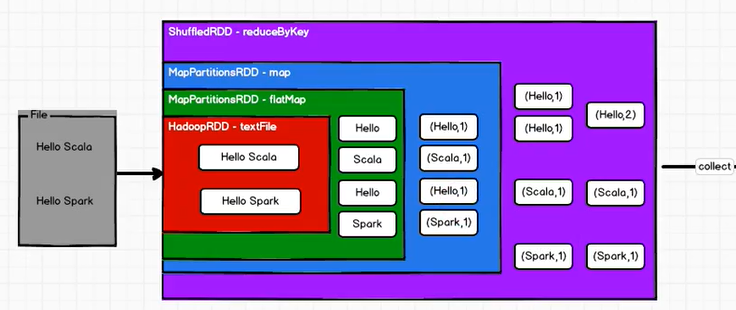 File
Hello Scala
Hello Spark
ShuffledRDD - reduceByKey
MapPartitionsRDD - map
MapPartitionsRDD - flatMap
HadoopRDD - textFile
Hello Scala
Hello Spark
Hello
Scala
Hello
Spark
(Hello,1)
(Scala,1)
(Hello,1)
(Spark,1)
(Hello,1)
(Hello,1)
(Scala,1)
(Spark,1)
(Hello,2)
(Scala,1)
(Spark,1)
collect